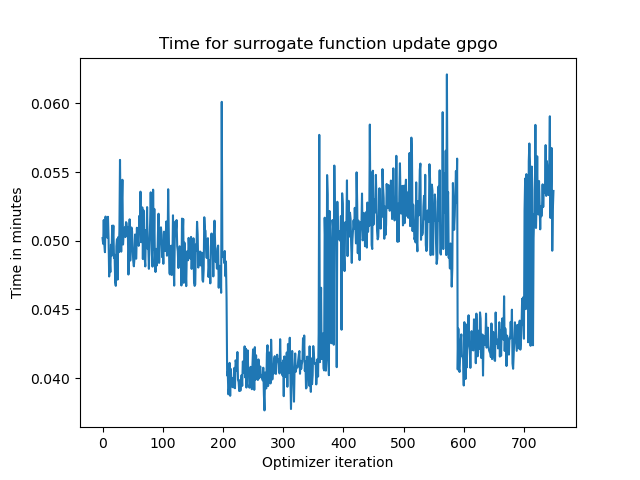 Time for surrogate function update gpgo
0.060
0.055
0.050
0.045
0.040
Time in minutes
0 100 200 300 400 500 600 700
Optimizer iteration